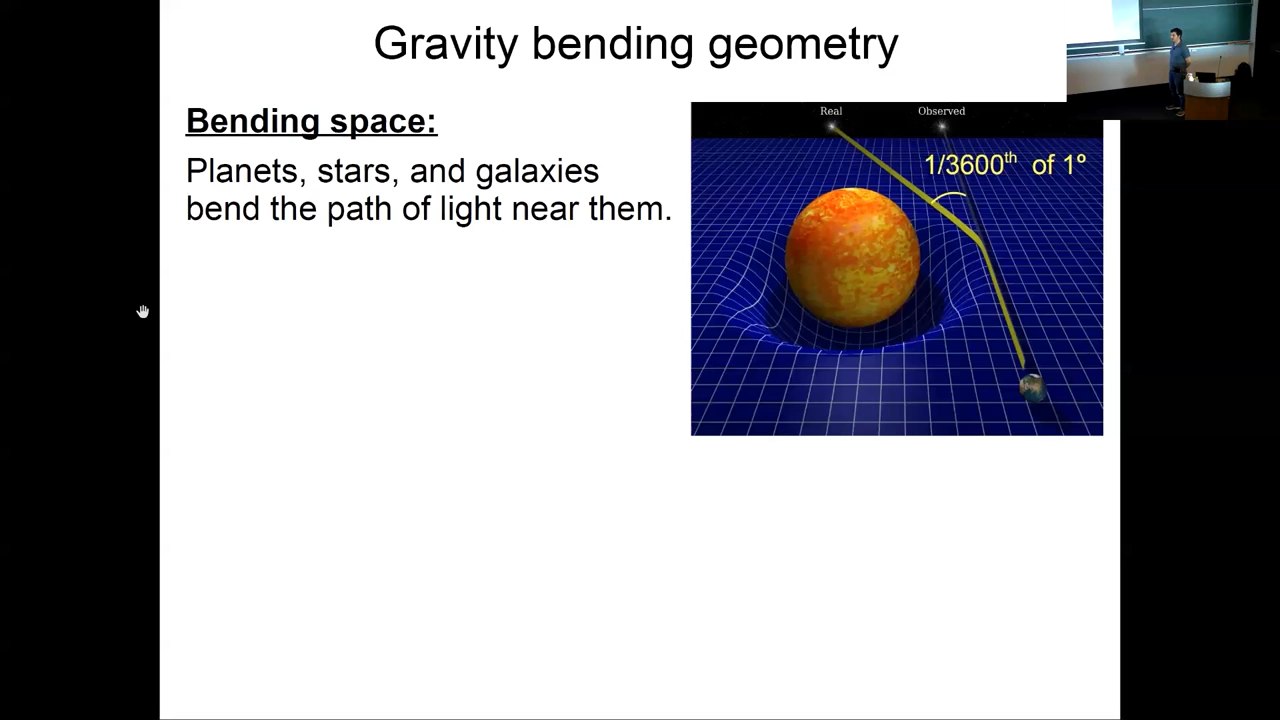 Gravity bending geometry
Bending space:
Planets, stars, and galaxies
bend the path of light near them.
Real Observed
1/3600th of 1º